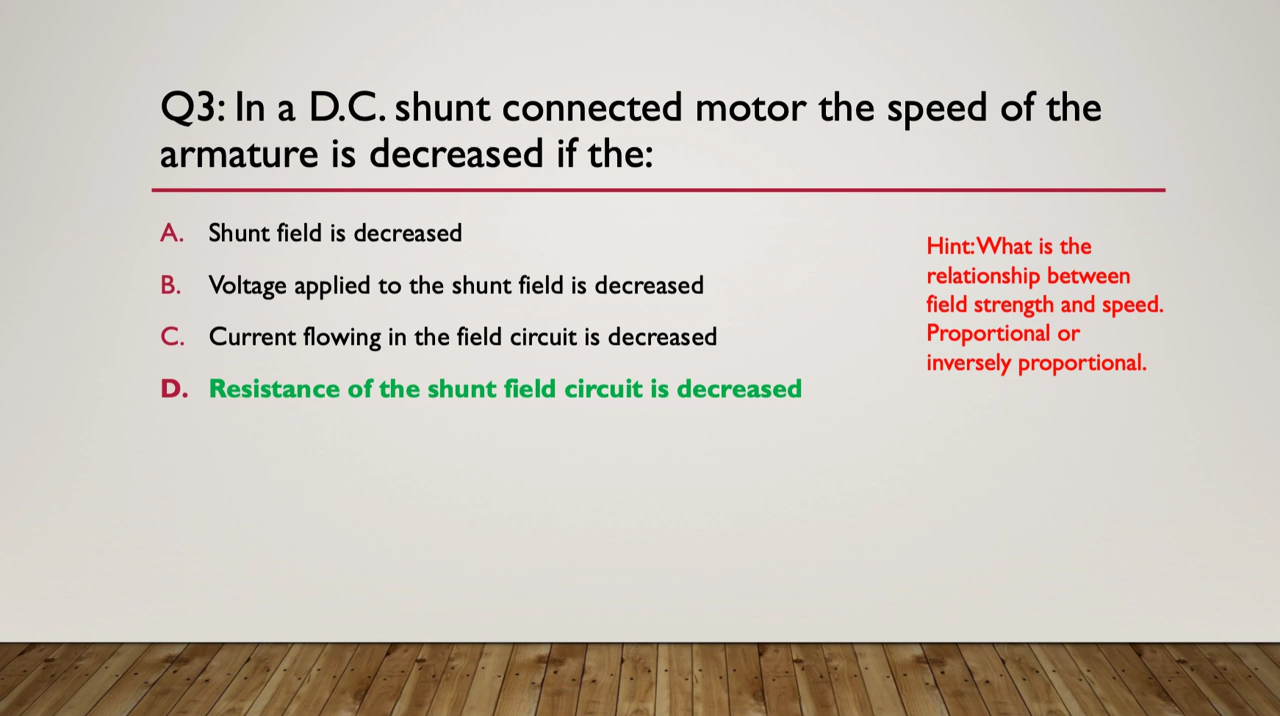 Q3: In a D.C. shunt connected motor the speed of the
armature is decreased if the:
A. Shunt field is decreased
B. Voltage applied to the shunt field is decreased
C. Current flowing in the field circuit is decreased
D. Resistance of the shunt field circuit is decreased
Hint: What is the
relationship between
field strength and speed.
Proportional or
inversely proportional.